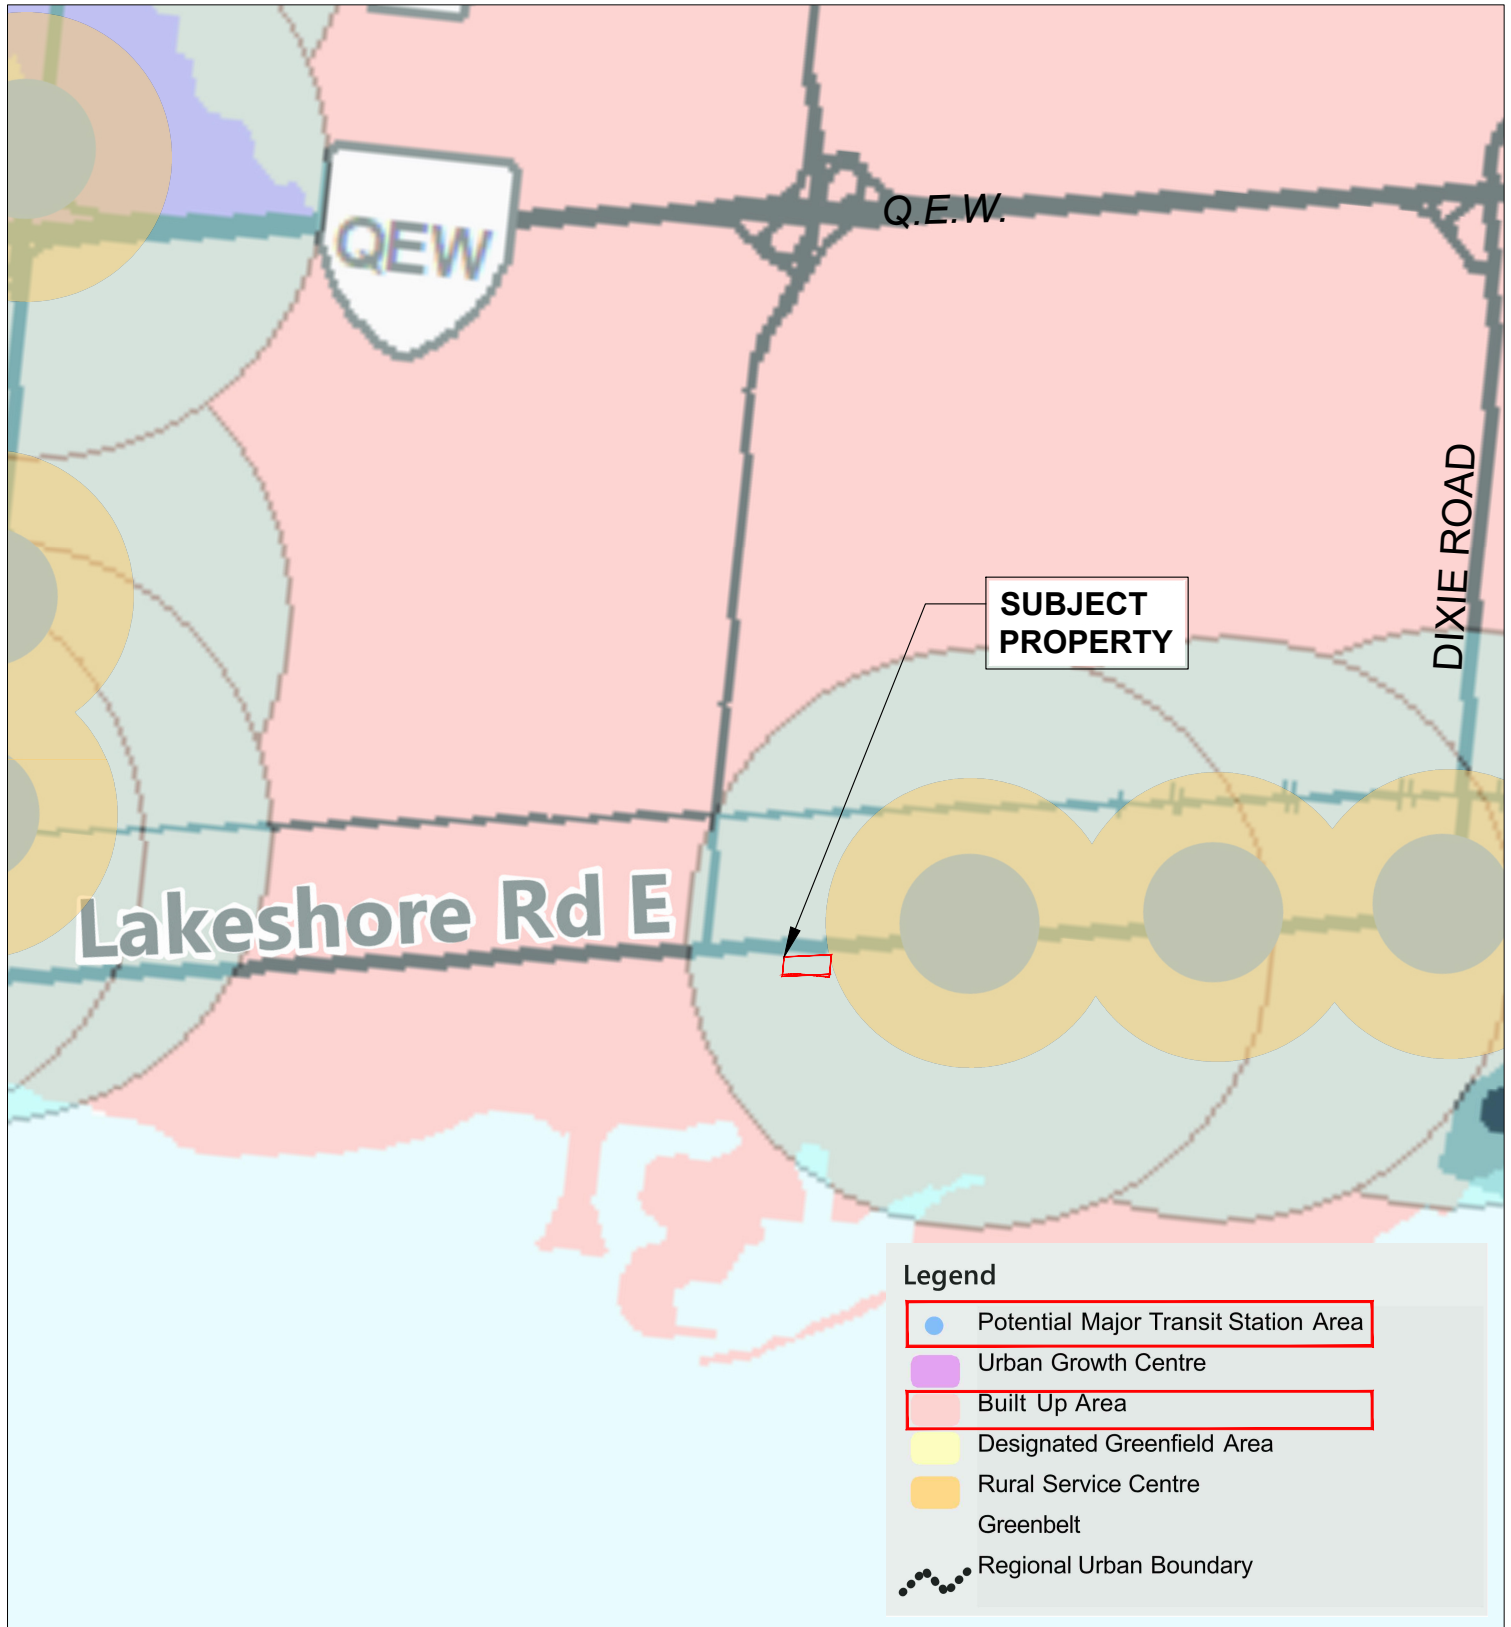 QEW
Q.E.W.
DIXIE ROAD
SUBJECT
PROPERTY
Lakeshore Rd E
Legend
Potential Major Transit Station Area
Urban Growth Centre
Built Up Area
Designated Greenfield Area
Rural Service Centre
Greenbelt
Regional Urban Boundary